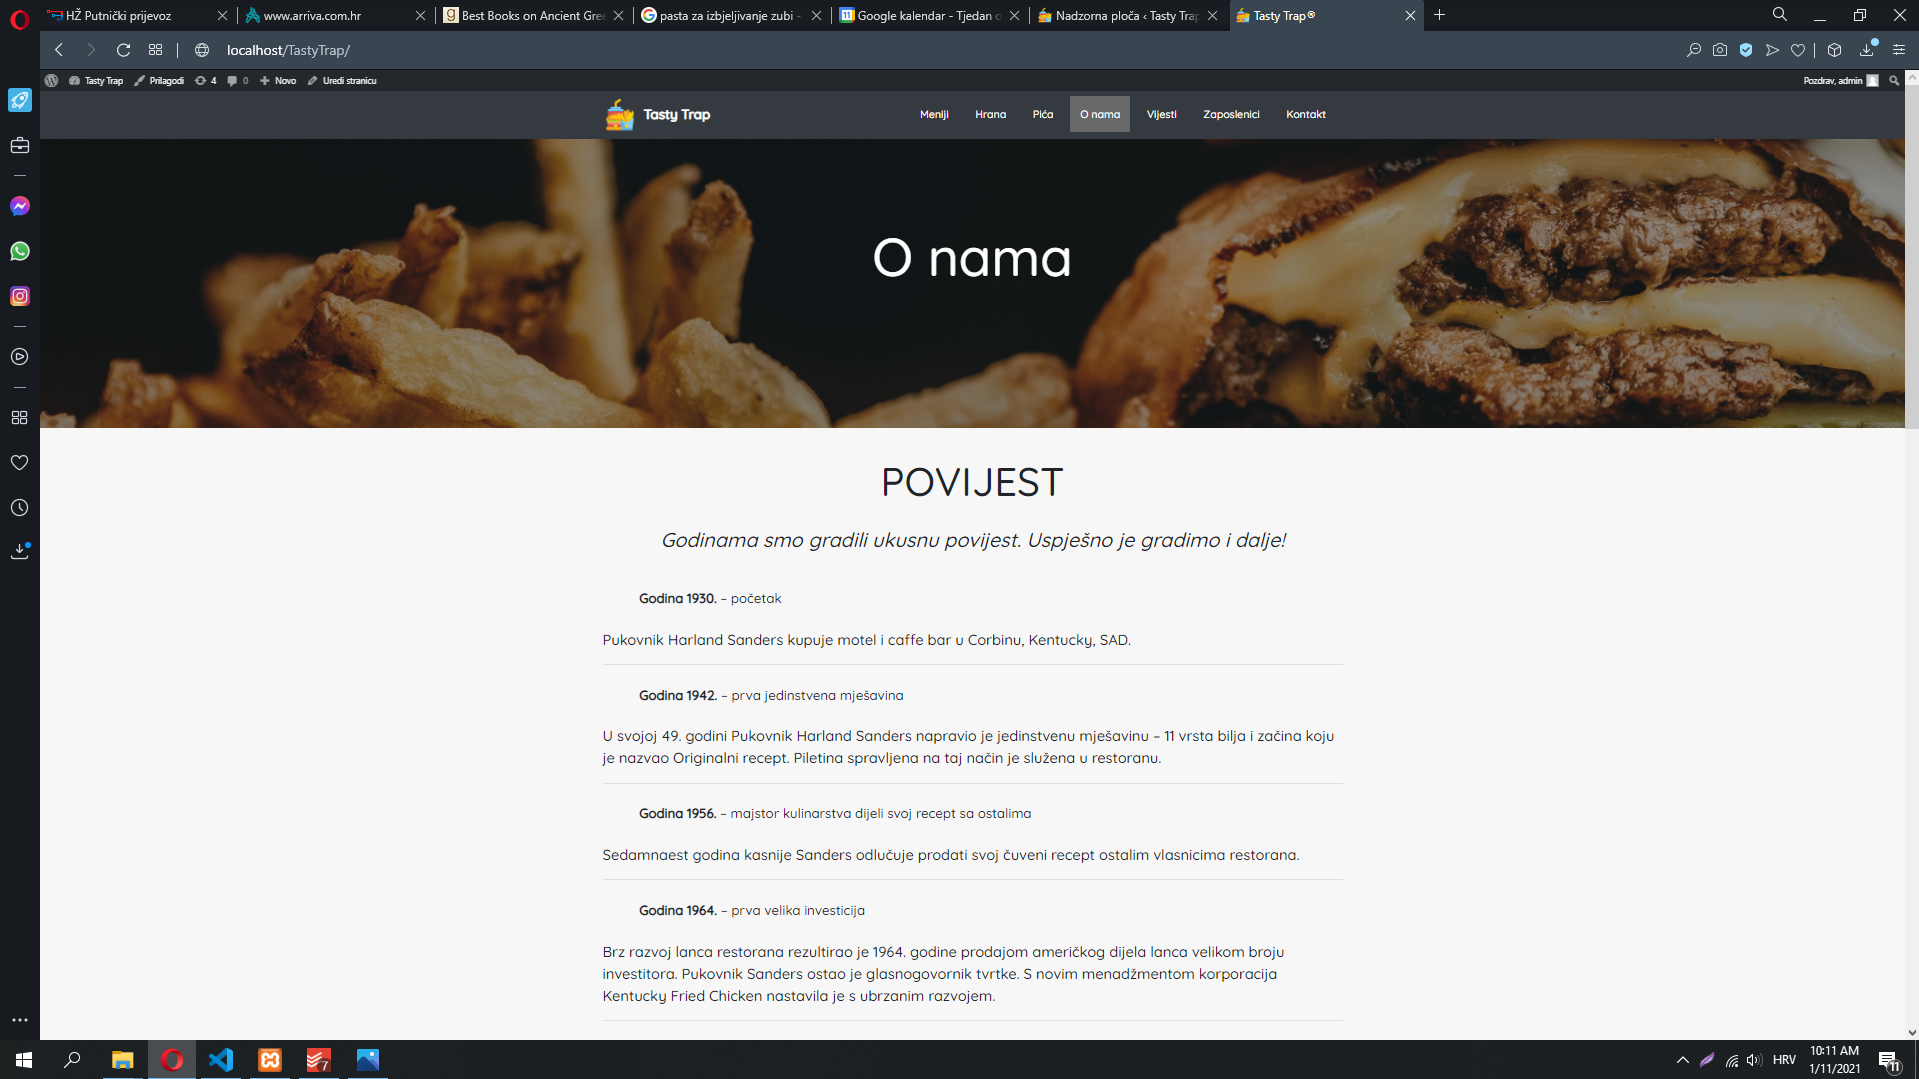 HŽ Putnički prijevoz
www.arriva.com.hr
Best Books on Ancient Gre
pasta za izbjeljivanje zubi -
Google kalendar - Tjedan o
Nadzorna ploča ‹ Tasty Trap
Tasty Trap®
localhost/TastyTrap/
Tasty Trap
Prilagodi
4
0
Novo
Uredi stranicu
Pozdrav, admin
Tasty Trap
Meniji
Hrana
Pića
O nama
Vijesti
Zaposlenici
Kontakt
O nama
POVIJEST
Godinama smo gradili ukusnu povijest. Uspješno je gradimo i dalje!
Godina 1930. – početak
Pukovnik Harland Sanders kupuje motel i caffe bar u Corbinu, Kentucky, SAD.
Godina 1942. – prva jedinstvena mješavina
U svojoj 49. godini Pukovnik Harland Sanders napravio je jedinstvenu mješavinu – 11 vrsta bilja i začina koju
je nazvao Originalni recept. Piletina spravljena na taj način je služena u restoranu.
Godina 1956. – majstor kulinarstva dijeli svoj recept sa ostalima
Sedamnaest godina kasnije Sanders odlučuje prodati svoj čuveni recept ostalim vlasnicima restorana.
Godina 1964. – prva velika investicija
Brz razvoj lanca restorana rezultirao je 1964. godine prodajom američkog dijela lanca velikom broju
investitora. Pukovnik Sanders ostao je glasnogovornik tvrtke. S novim menadžmentom korporacija
Kentucky Fried Chicken nastavila je s ubrzanim razvojem.
7
HRV
10:11 AM
1/11/2021
11